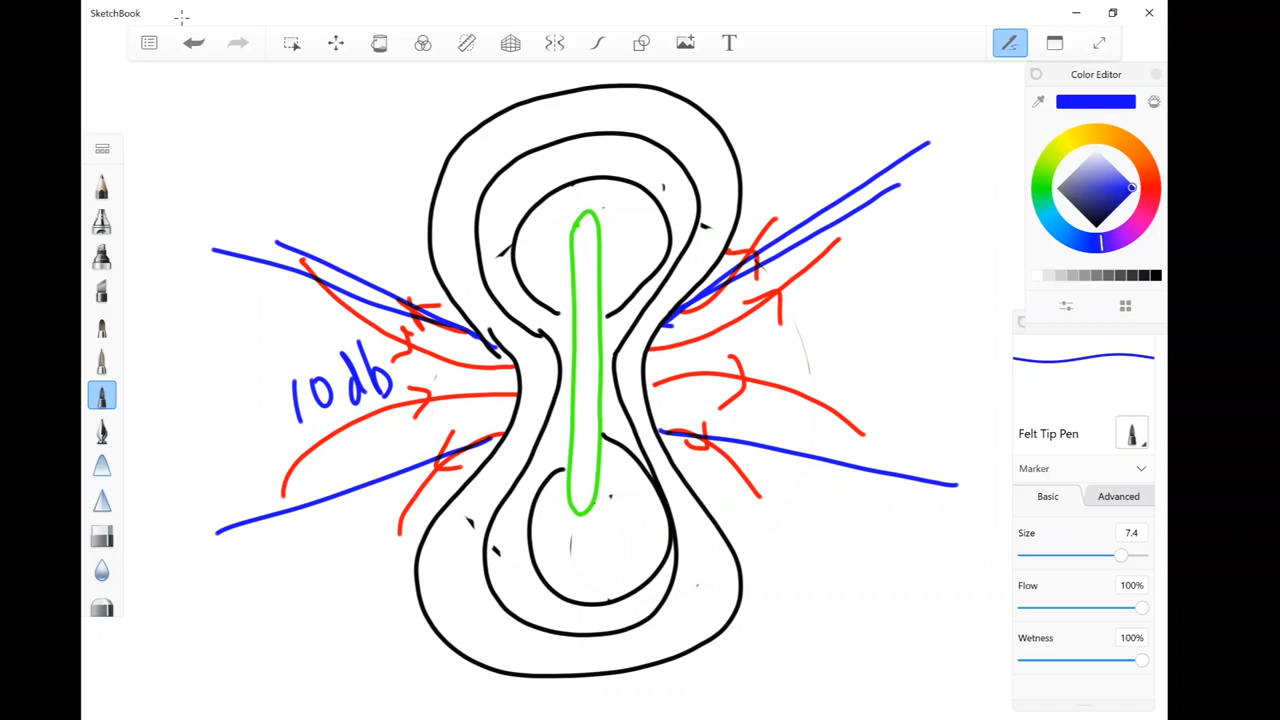 SketchBook
T
Color Editor
10db
Felt Tip Pen
Marker
Basic
Advanced
Size
7.4
Flow
100%
Wetness
100%